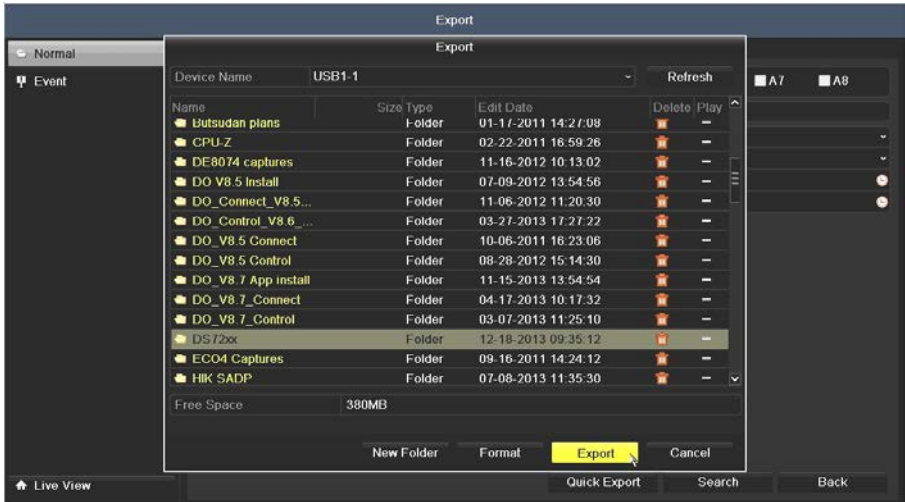 Export
Normal
Event
Export
Device Name USB1-1 Refresh
A7 A8
Name Size Type Edit Date Delete Play
Butsudan plans Folder 01-17-2011 14:27:08
CPU-Z Folder 02-22-2011 16:59:26
DE8074 captures Folder 11-16-2012 10:13:02
DO V8.5 Install Folder 07-09-2012 13:54:56
DO_Connect_V8.5... Folder 11-06-2012 11:20:30
DO_Control_V8.6_... Folder 03-27-2013 17:27:22
DO_V8.5 Connect Folder 10-06-2011 16:23:06
DO_V8.5 Control Folder 08-28-2012 15:14:30
DO_V8.7 App install Folder 11-15-2013 13:54:54
DO_V8.7_Connect Folder 04-17-2013 10:17:32
DO_V8.7_Control Folder 03-07-2013 11:25:10
DS72xx Folder 12-18-2013 09:35:12
ECO4 Captures Folder 09-16-2011 14:24:12
HIK SADP Folder 07-08-2013 11:35:30
Free Space 380MB
New Folder Format Export Cancel
Live View Quick Export Search Back